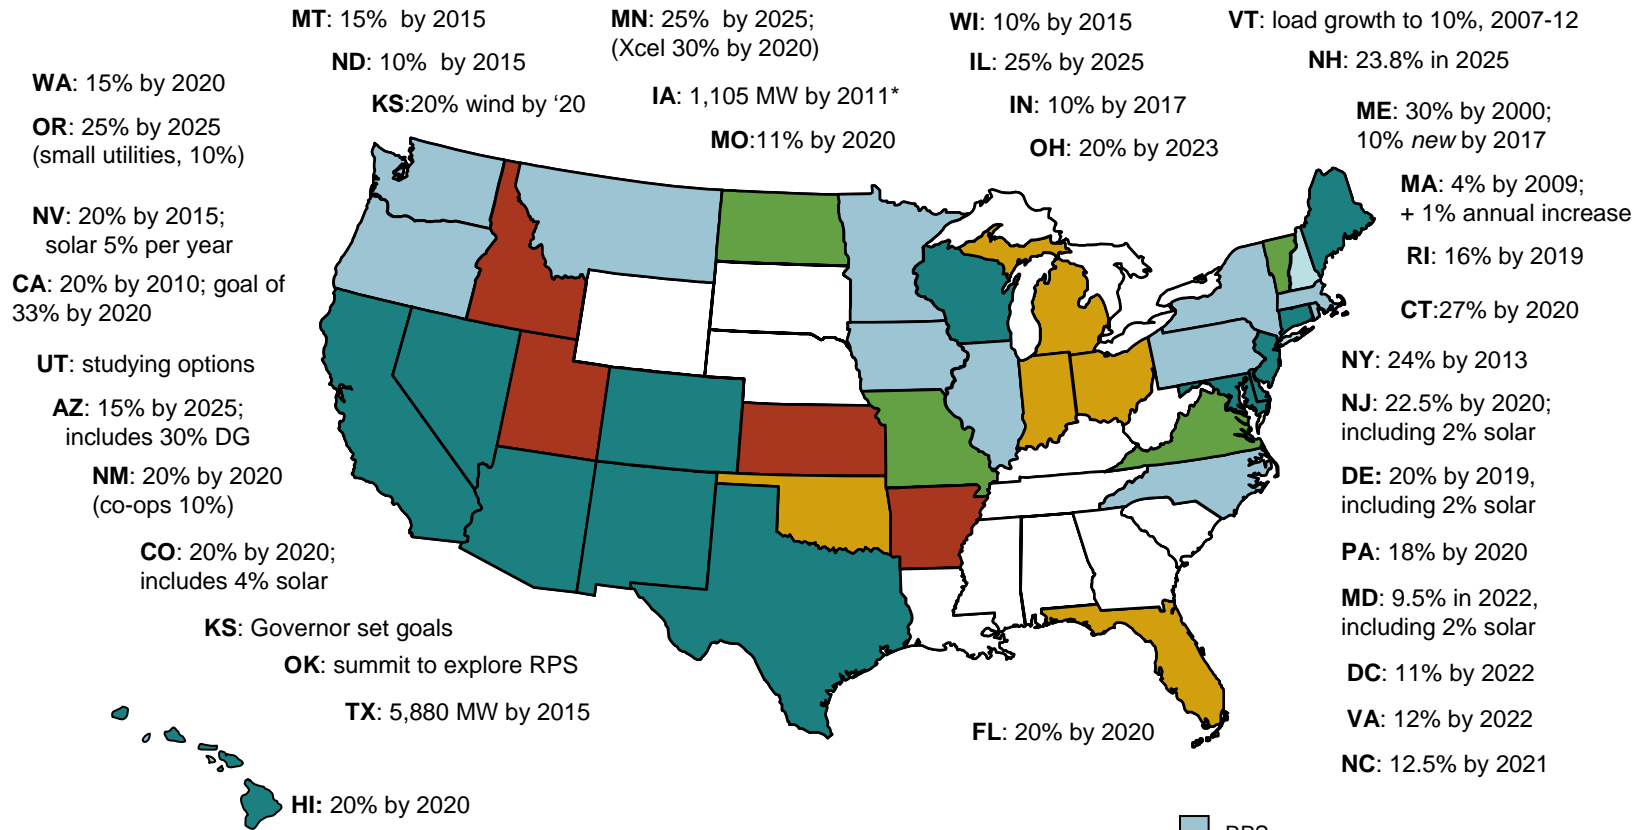 MT: 15% by 2015
MN: 25% by 2025;
(Xcel 30% by 2020)
WI: 10% by 2015
VT: load growth to 10%, 2007-12
ND: 10% by 2015
IL: 25% by 2025
NH: 23.8% in 2025
WA: 15% by 2020
KS:20% wind by ‘20
IA: 1,105 MW by 2011*
IN: 10% by 2017
ME: 30% by 2000;
10% new by 2017
OR: 25% by 2025
(small utilities, 10%)
MO:11% by 2020
OH: 20% by 2023
MA: 4% by 2009;
+ 1% annual increase
NV: 20% by 2015;
solar 5% per year
RI: 16% by 2019
CA: 20% by 2010; goal of
33% by 2020
CT:27% by 2020
UT: studying options
NY: 24% by 2013
AZ: 15% by 2025;
includes 30% DG
NJ: 22.5% by 2020;
including 2% solar
NM: 20% by 2020
(co-ops 10%)
DE: 20% by 2019,
including 2% solar
CO: 20% by 2020;
includes 4% solar
PA: 18% by 2020
MD: 9.5% in 2022,
including 2% solar
KS: Governor set goals
OK: summit to explore RPS
DC: 11% by 2022
TX: 5,880 MW by 2015
VA: 12% by 2022
FL: 20% by 2020
NC: 12.5% by 2021
HI: 20% by 2020
RPS